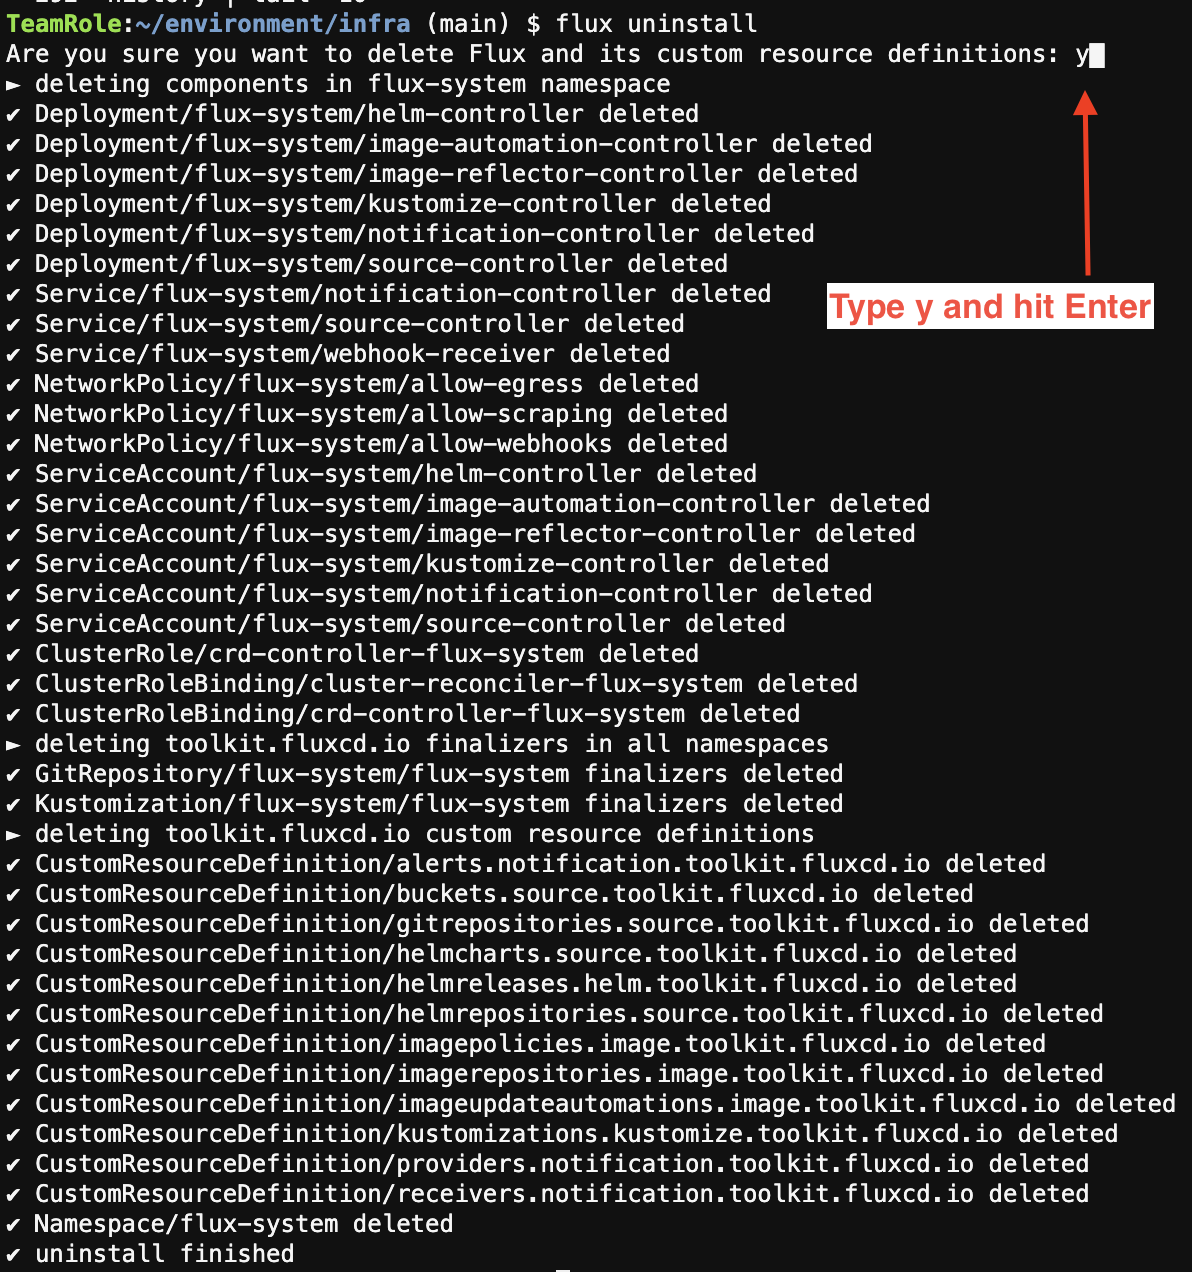 TeamRole:~/environment/infra (main) $ flux uninstall
Are you sure you want to delete Flux and its custom resource definitions: y
► deleting components in flux-system namespace
✔ Deployment/flux-system/helm-controller deleted
✔ Deployment/flux-system/image-automation-controller deleted
✔ Deployment/flux-system/image-reflector-controller deleted
✔ Deployment/flux-system/kustomize-controller deleted
✔ Deployment/flux-system/notification-controller deleted
✔ Deployment/flux-system/source-controller deleted
✔ Service/flux-system/notification-controller deleted
Type y and hit Enter
✔ Service/flux-system/source-controller deleted
✔ Service/flux-system/webhook-receiver deleted
✔ NetworkPolicy/flux-system/allow-egress deleted
✔ NetworkPolicy/flux-system/allow-scraping deleted
✔ NetworkPolicy/flux-system/allow-webhooks deleted
✔ ServiceAccount/flux-system/helm-controller deleted
✔ ServiceAccount/flux-system/image-automation-controller deleted
✔ ServiceAccount/flux-system/image-reflector-controller deleted
✔ ServiceAccount/flux-system/kustomize-controller deleted
✔ ServiceAccount/flux-system/notification-controller deleted
✔ ServiceAccount/flux-system/source-controller deleted
✔ ClusterRole/crd-controller-flux-system deleted
✔ ClusterRoleBinding/cluster-reconciler-flux-system deleted
✔ ClusterRoleBinding/crd-controller-flux-system deleted
► deleting toolkit.fluxcd.io finalizers in all namespaces
✔ GitRepository/flux-system/flux-system finalizers deleted
✔ Kustomization/flux-system/flux-system finalizers deleted
► deleting toolkit.fluxcd.io custom resource definitions
✔ CustomResourceDefinition/alerts.notification.toolkit.fluxcd.io deleted
✔ CustomResourceDefinition/buckets.source.toolkit.fluxcd.io deleted
✔ CustomResourceDefinition/gitrepositories.source.toolkit.fluxcd.io deleted
✔ CustomResourceDefinition/helmcharts.source.toolkit.fluxcd.io deleted
✔ CustomResourceDefinition/helmreleases.helm.toolkit.fluxcd.io deleted
✔ CustomResourceDefinition/helmrepositories.source.toolkit.fluxcd.io deleted
✔ CustomResourceDefinition/imagepolicies.image.toolkit.fluxcd.io deleted
✔ CustomResourceDefinition/imagerepositories.image.toolkit.fluxcd.io deleted
✔ CustomResourceDefinition/imageupdateautomations.image.toolkit.fluxcd.io deleted
✔ CustomResourceDefinition/kustomizations.kustomize.toolkit.fluxcd.io deleted
✔ CustomResourceDefinition/providers.notification.toolkit.fluxcd.io deleted
✔ CustomResourceDefinition/receivers.notification.toolkit.fluxcd.io deleted
✔ Namespace/flux-system deleted
✔ uninstall finished